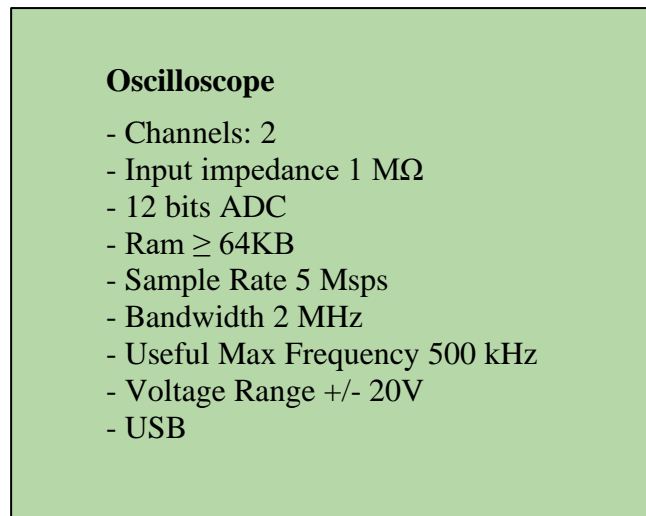 Oscilloscope
- Channels: 2
- Input impedance 1 MΩ
- 12 bits ADC
- Ram ≥ 64KB
- Sample Rate 5 Msps
- Bandwidth 2 MHz
- Useful Max Frequency 500 kHz
- Voltage Range +/- 20V
- USB